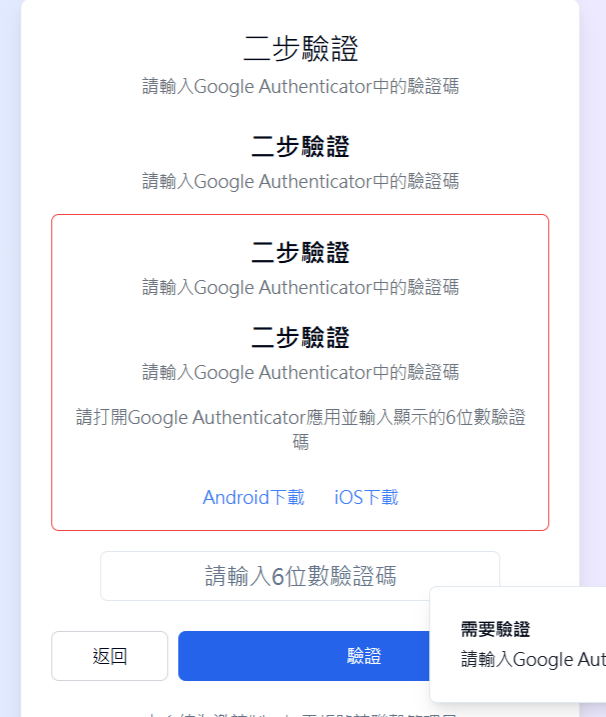 二步驗證
請輸入Google Authenticator中的驗證碼
二步驗證
請輸入Google Authenticator中的驗證碼
二步驗證
請輸入Google Authenticator中的驗證碼
二步驗證
請輸入Google Authenticator中的驗證碼
請打開Google Authenticator應用並輸入顯示的6位數驗證
碼
Android下載 iOS下載
請輸入6位數驗證碼
需要驗證
請輸入Google Aut
返回 驗證